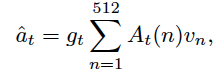 $\hat{a}_t = g_t \sum_{n=1}^{512} A_t(n) v_n,$